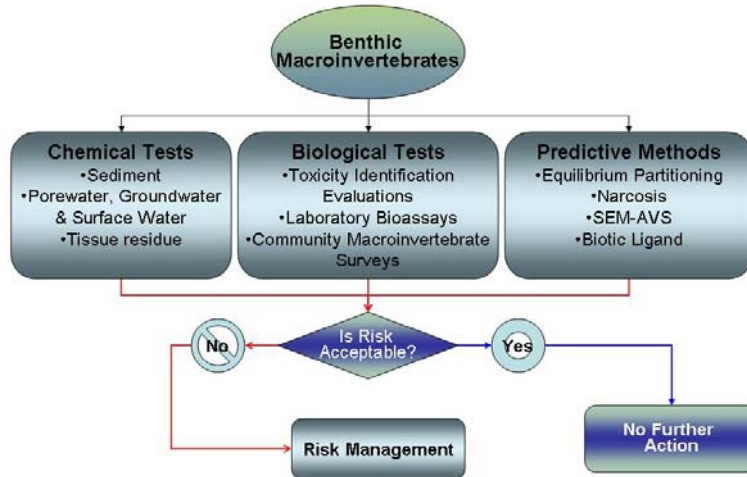 Benthic
Macroinvertebrates
Chemical Tests
•Sediment
•Porewater, Groundwater
& Surface Water
•Tissue residue
Biological Tests
•Toxicity Identification
Evaluations
•Laboratory Bioassays
•Community Macroinvertebrate
Surveys
Predictive Methods
•Equilibrium Partitioning
•Narcosis
•SEM-AVS
•Biotic Ligand
Is Risk
Acceptable?
No
Yes
Risk Management
No Further
Action